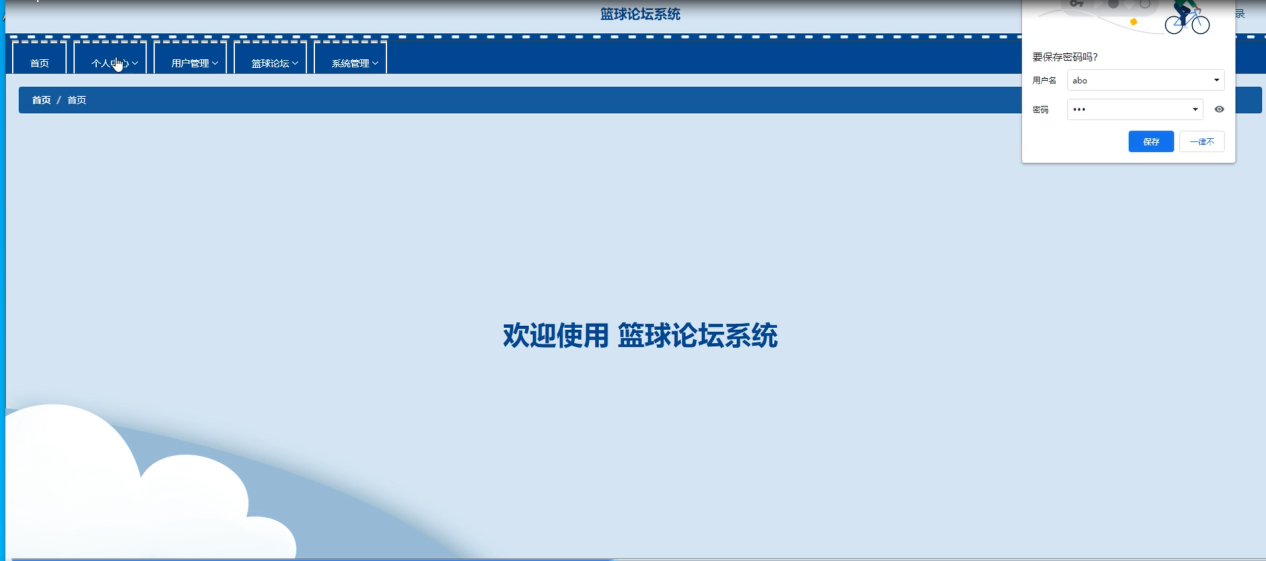 篮球论坛系统
录
首页 个人中心 用户管理 篮球论坛 系统管理
首页 / 首页
要保存密码吗?
用户名 abo
密码 •••
保存 一律不
欢迎使用 篮球论坛系统